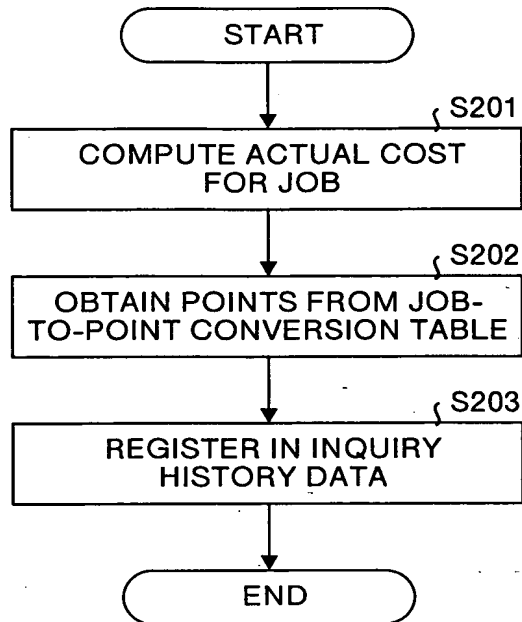 START
S201
COMPUTE ACTUAL COST
FOR JOB
S202
OBTAIN POINTS FROM JOB-
TO-POINT CONVERSION TABLE
S203
REGISTER IN INQUIRY
HISTORY DATA
END